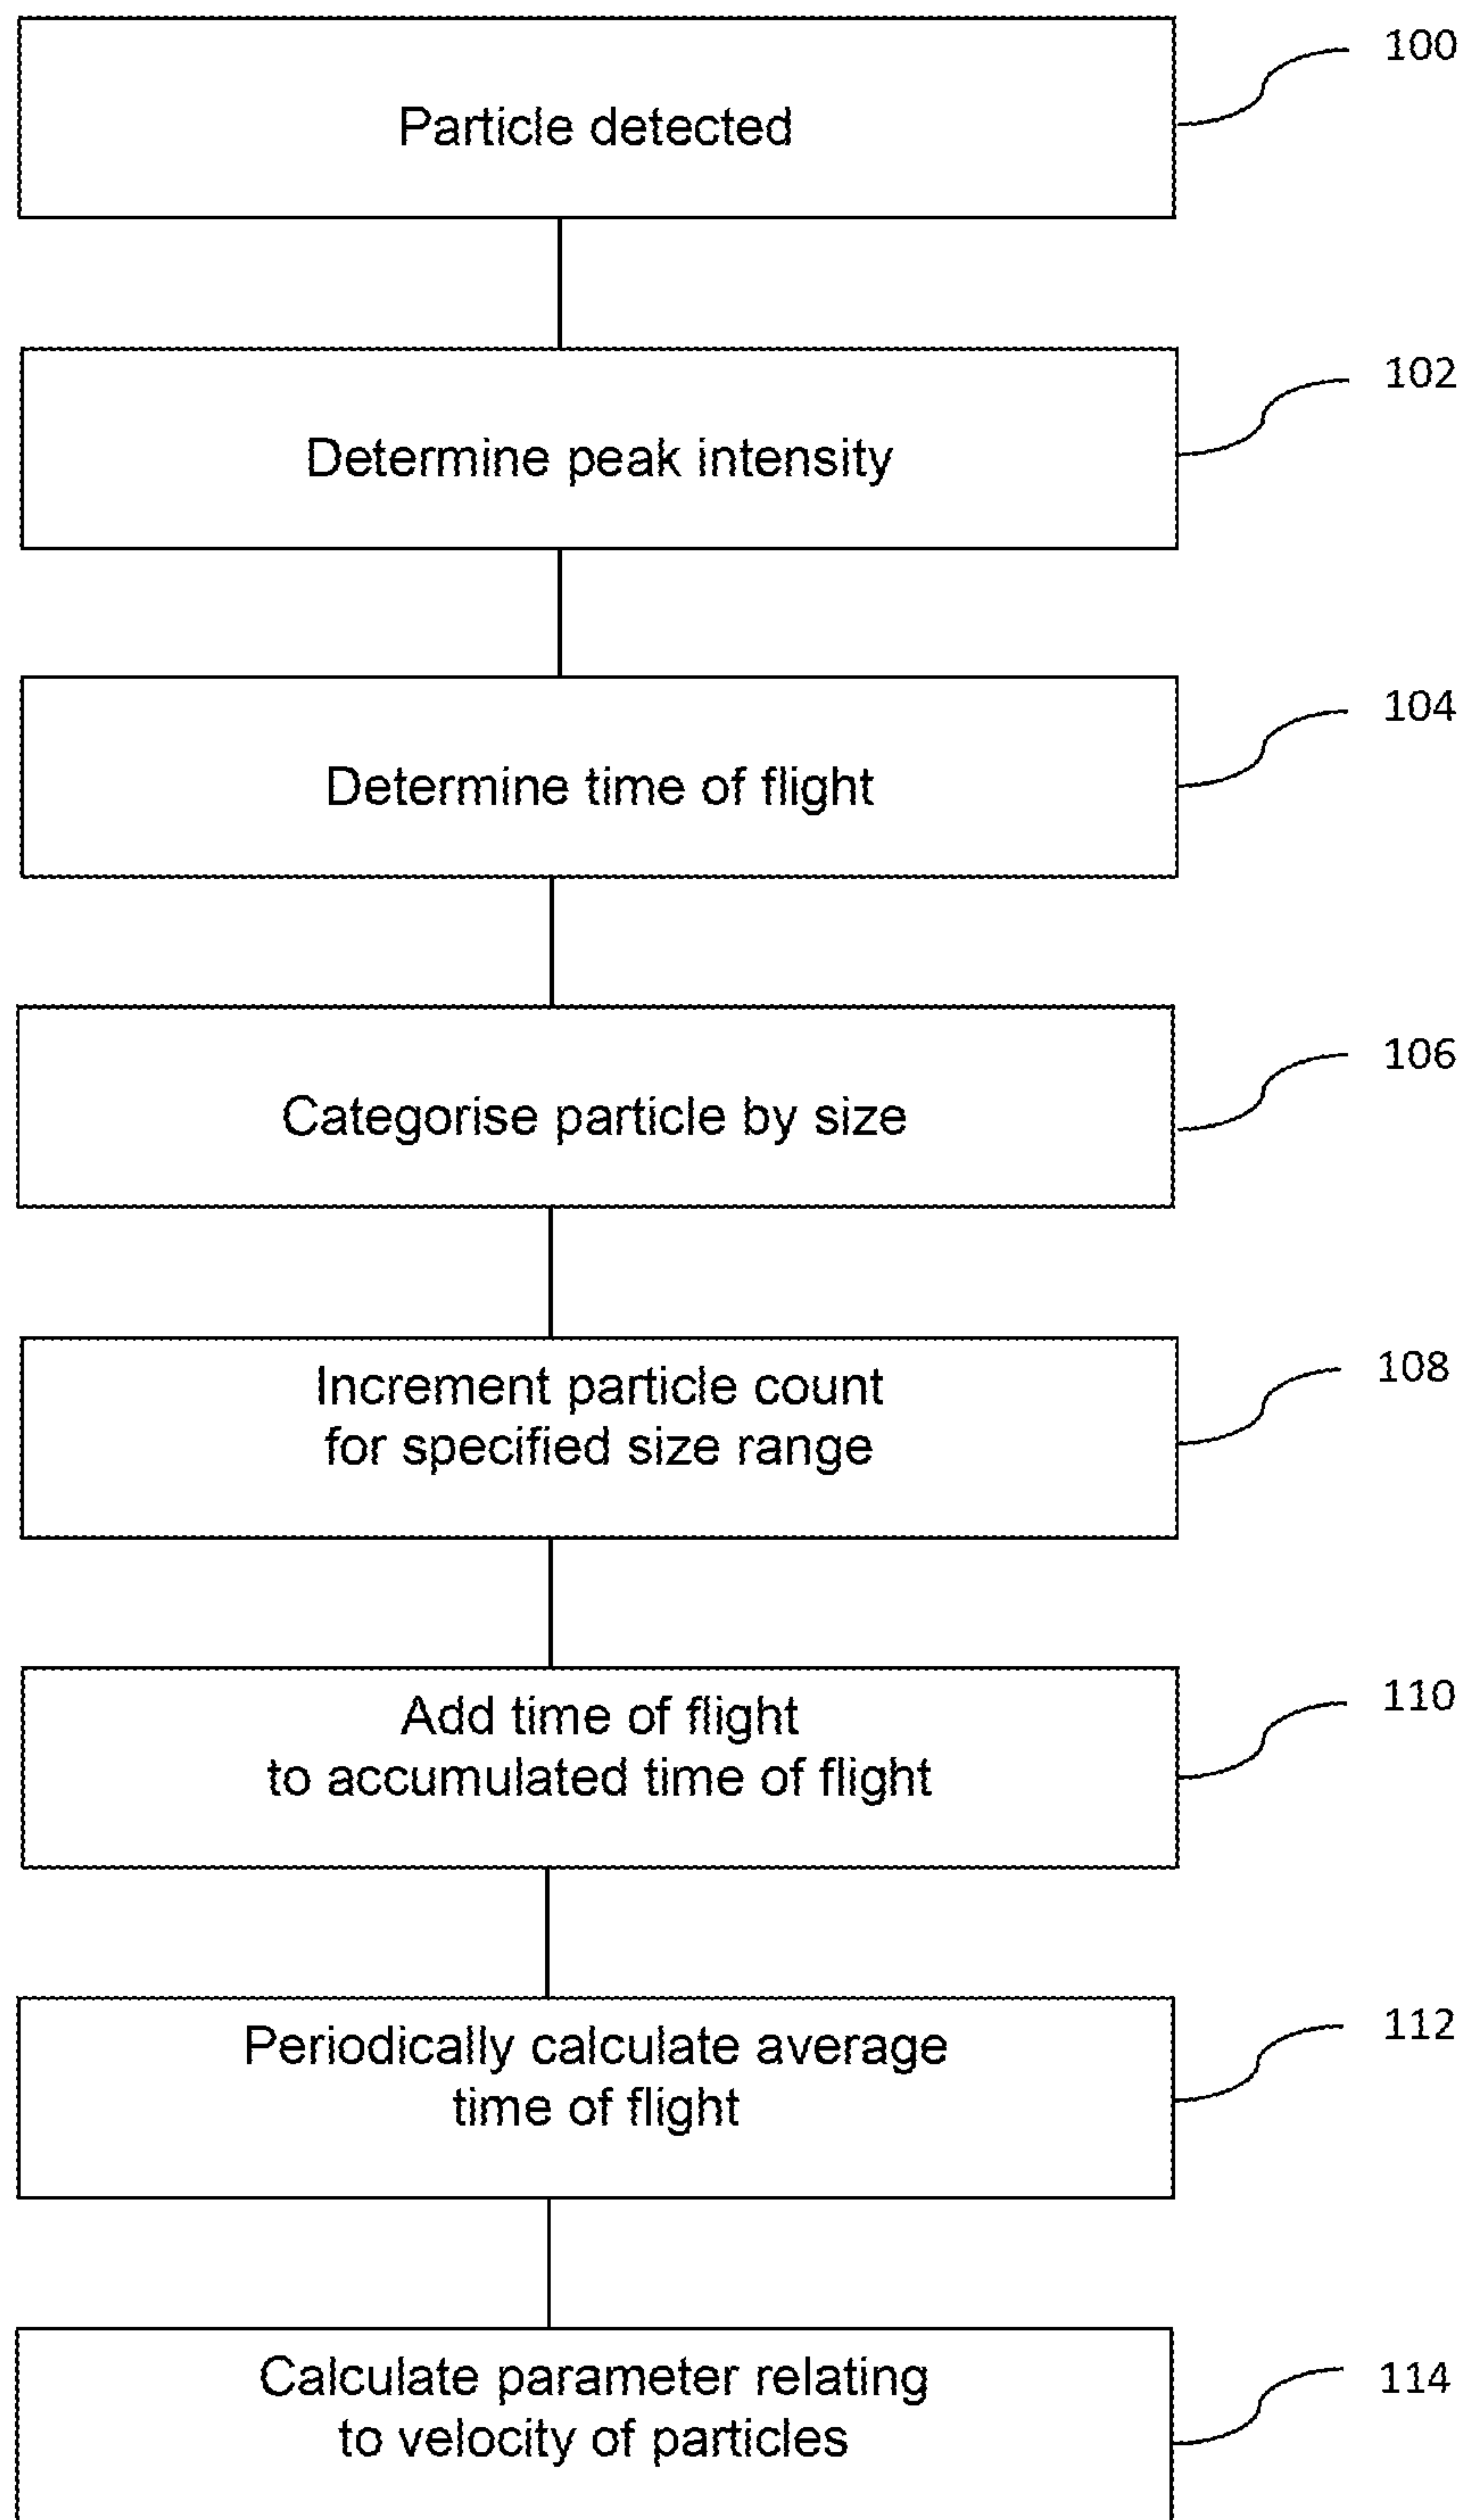 Particle detected
100
Determine peak intensity
102
Determine time of flight
104
Categorise particle by size
106
Increment particle count
for specified size range
108
Add time of flight
to accumulated time of flight
110
Periodically calculate average
time of flight
112
Calculate parameter relating
to velocity of particles
114